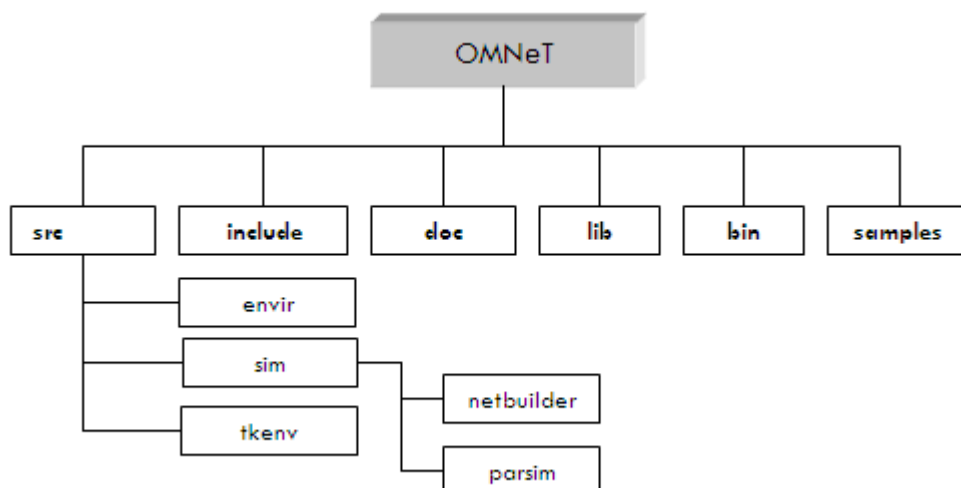 OMNeT
src
include
doc
lib
bin
samples
envir
sim
netbuilder
tkenv
parsim